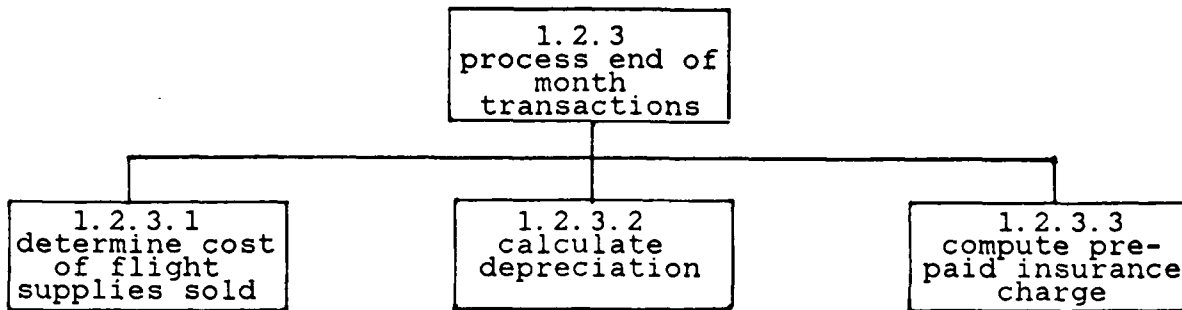 1.2.3
process end of
month
transactions
1.2.3.1
determine cost
of flight
supplies sold
1.2.3.2
calculate
depreciation
1.2.3.3
compute pre-
paid insurance
charge